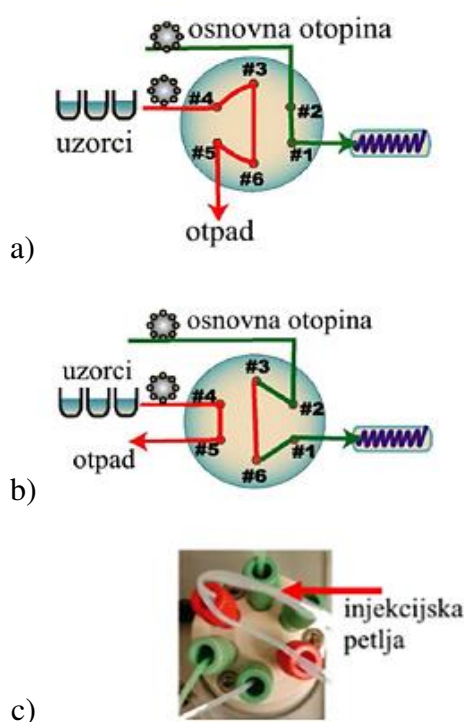 osnovna otopina
#3
#4
#2
uzorci
#5
#1
#6
otpad
a)
osnovna otopina
uzorci
#3
#4
#2
otpad
#5
#1
#6
b)
injekcijska
petlja
c)